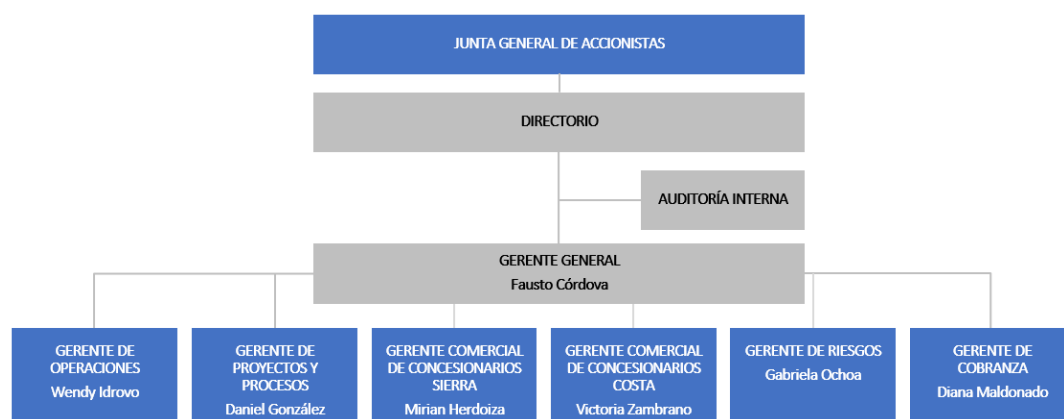 JUNTA GENERAL DE ACCIONISTAS
DIRECTORIO
AUDITORÍA INTERNA
GERENTE GENERAL
Fausto Córdova
GERENTE DE
OPERACIONES
Wendy Idrovo
GERENTE DE
PROYECTOS Y
PROCESOS
Daniel González
GERENTE COMERCIAL
DE CONCESIONARIOS
SIERRA
Mirian Herdoiza
GERENTE COMERCIAL
DE CONCESIONARIOS
COSTA
Victoria Zambrano
GERENTE DE RIESGOS
Gabriela Ochoa
GERENTE DE
COBRANZA
Diana Maldonado